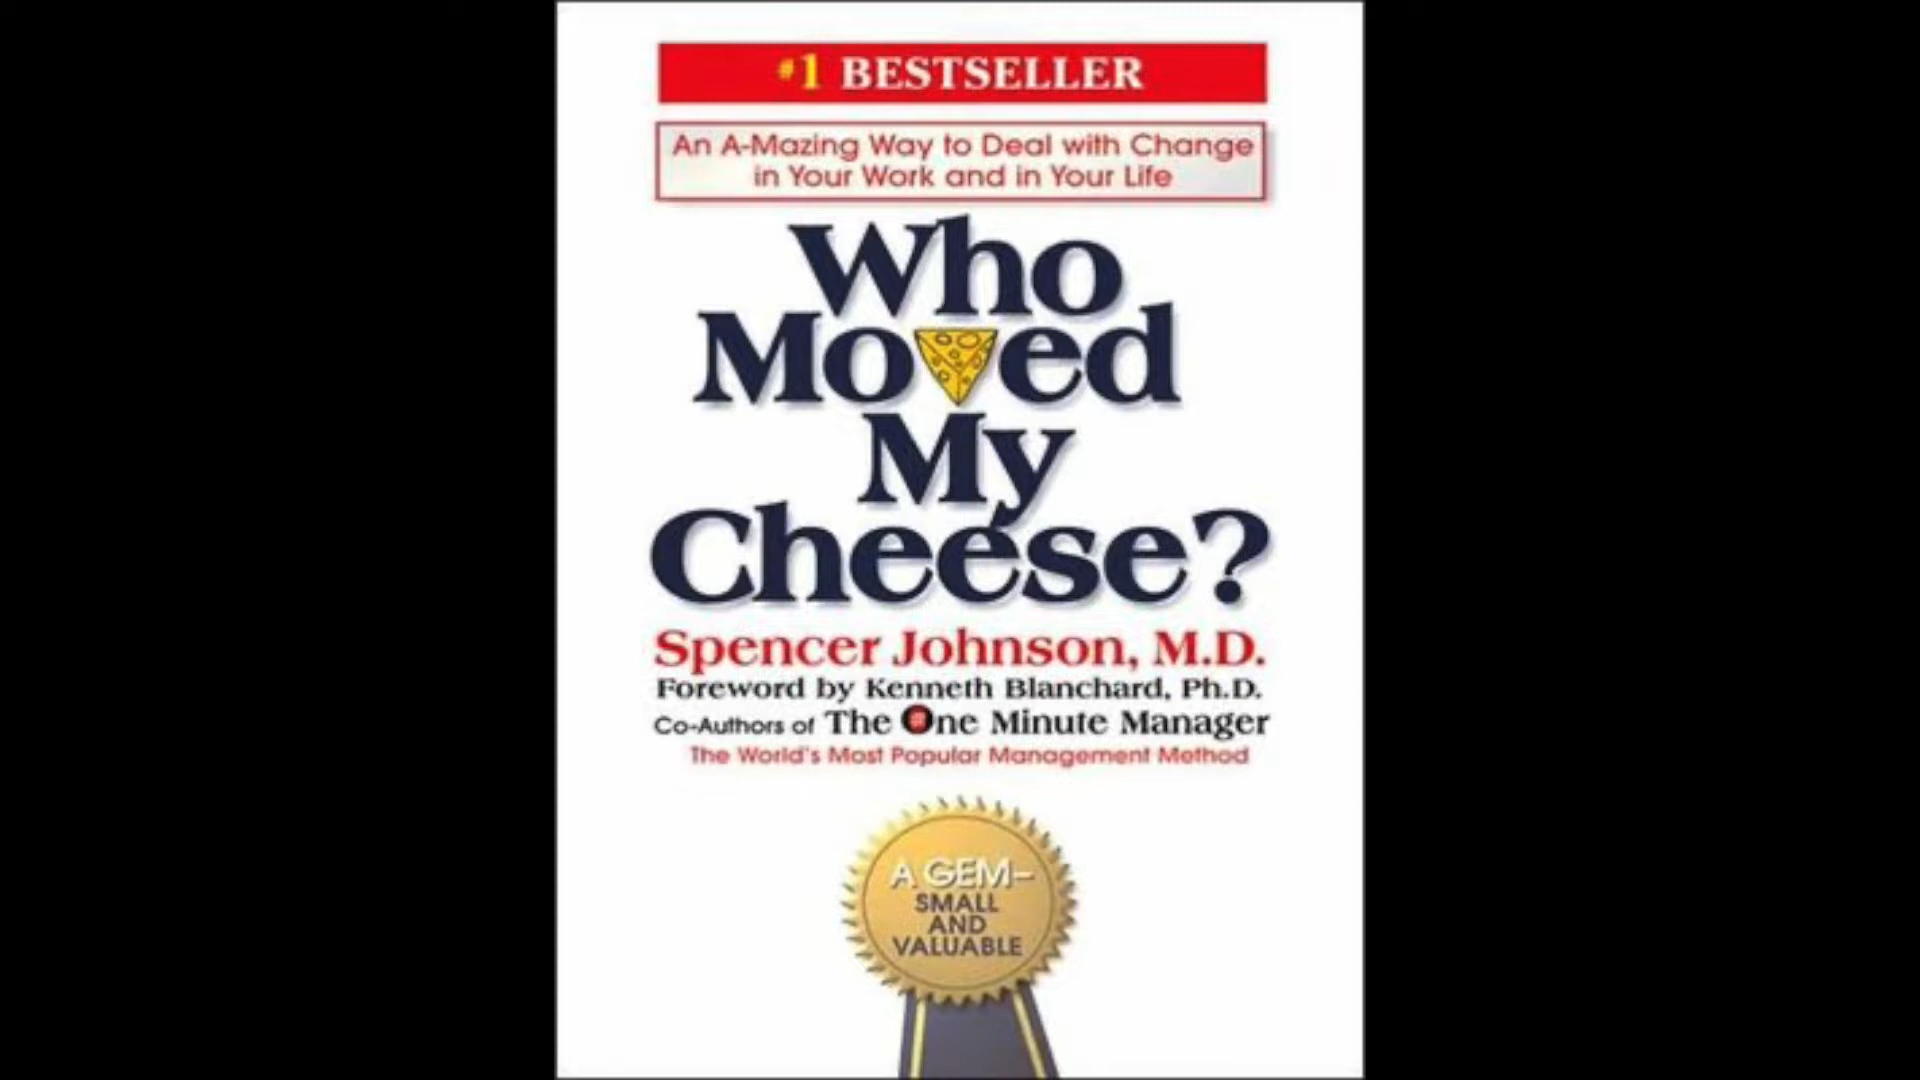 #1 BESTSELLER
An A-Mazing Way to Deal with Change
in Your Work and in Your Life
Who
Moved
My
Cheese?
Spencer Johnson, M.D.
Foreword by Kenneth Blanchard, Ph.D.
Co-Authors of The One Minute Manager
The World's Most Popular Management Method
A GEM–
SMALL
AND
VALUABLE